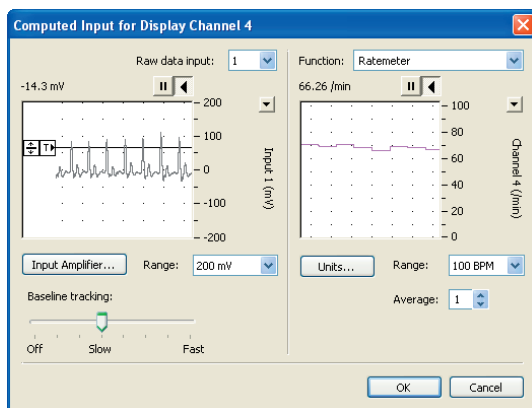 Computed Input for Display Channel 4
Raw data input: 1
-14.3 mV
200
100
0
-100
-200
Input 1 (mV)
T
Input Amplifier...
Range: 200 mV
Baseline tracking:
Off Slow Fast
Function: Ratemeter
66.26 /min
100
80
60
40
20
0
Channel 4 (/min)
Units...
Range: 100 BPM
Average: 1
OK Cancel